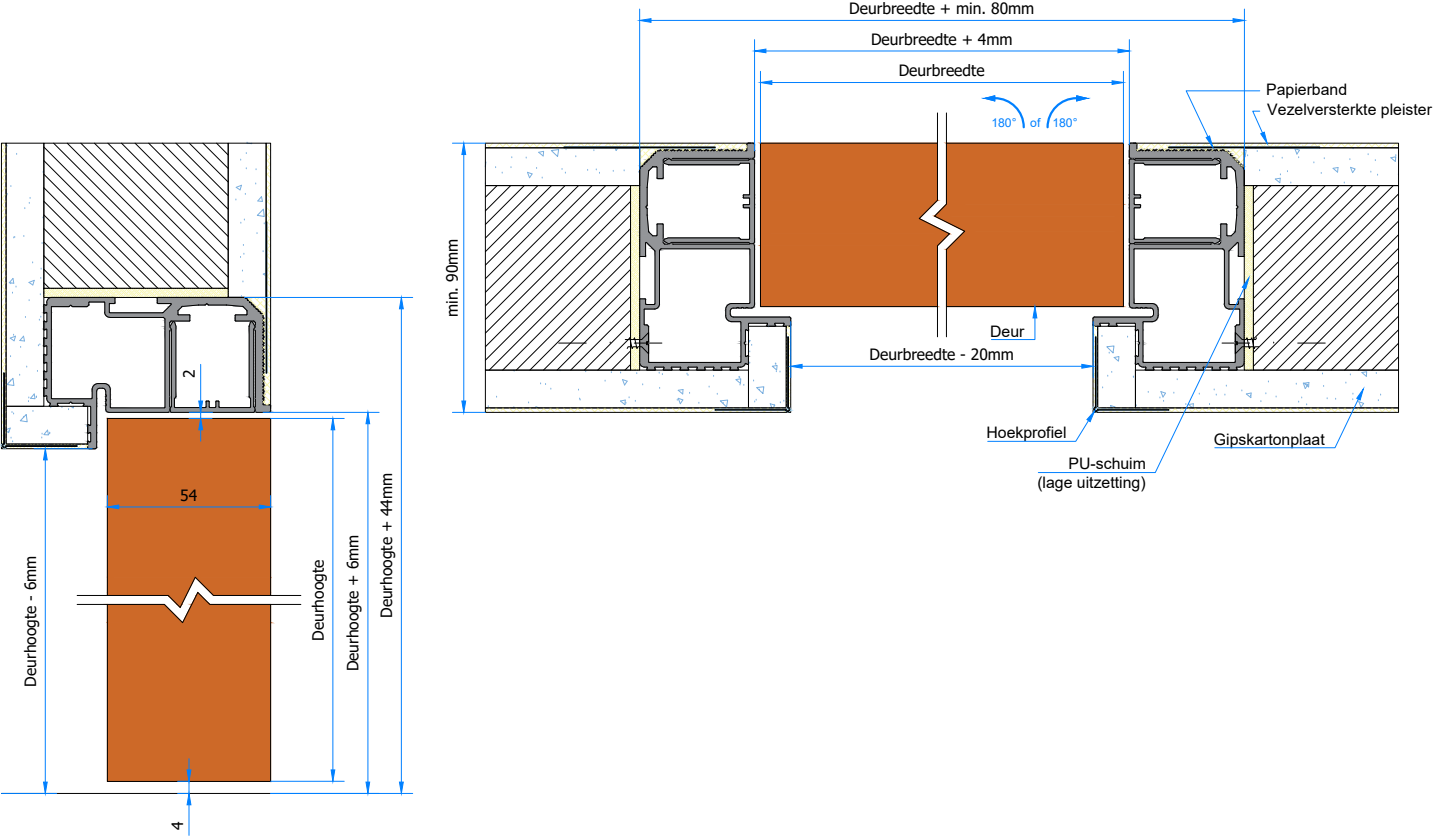 Deurbreedte + min. 80mm
Deurbreedte + 4mm
Deurbreedte
180° of 180°
Papierband
Vezelversterkte pleister
min. 90mm
Deur
Deurbreedte - 20mm
Hoekprofiel
PU-schuim
(lage uitzetting)
Gipskartonplaat
2
54
Deurhoogte - 6mm
Deurhoogte
Deurhoogte + 6mm
Deurhoogte + 44mm
4